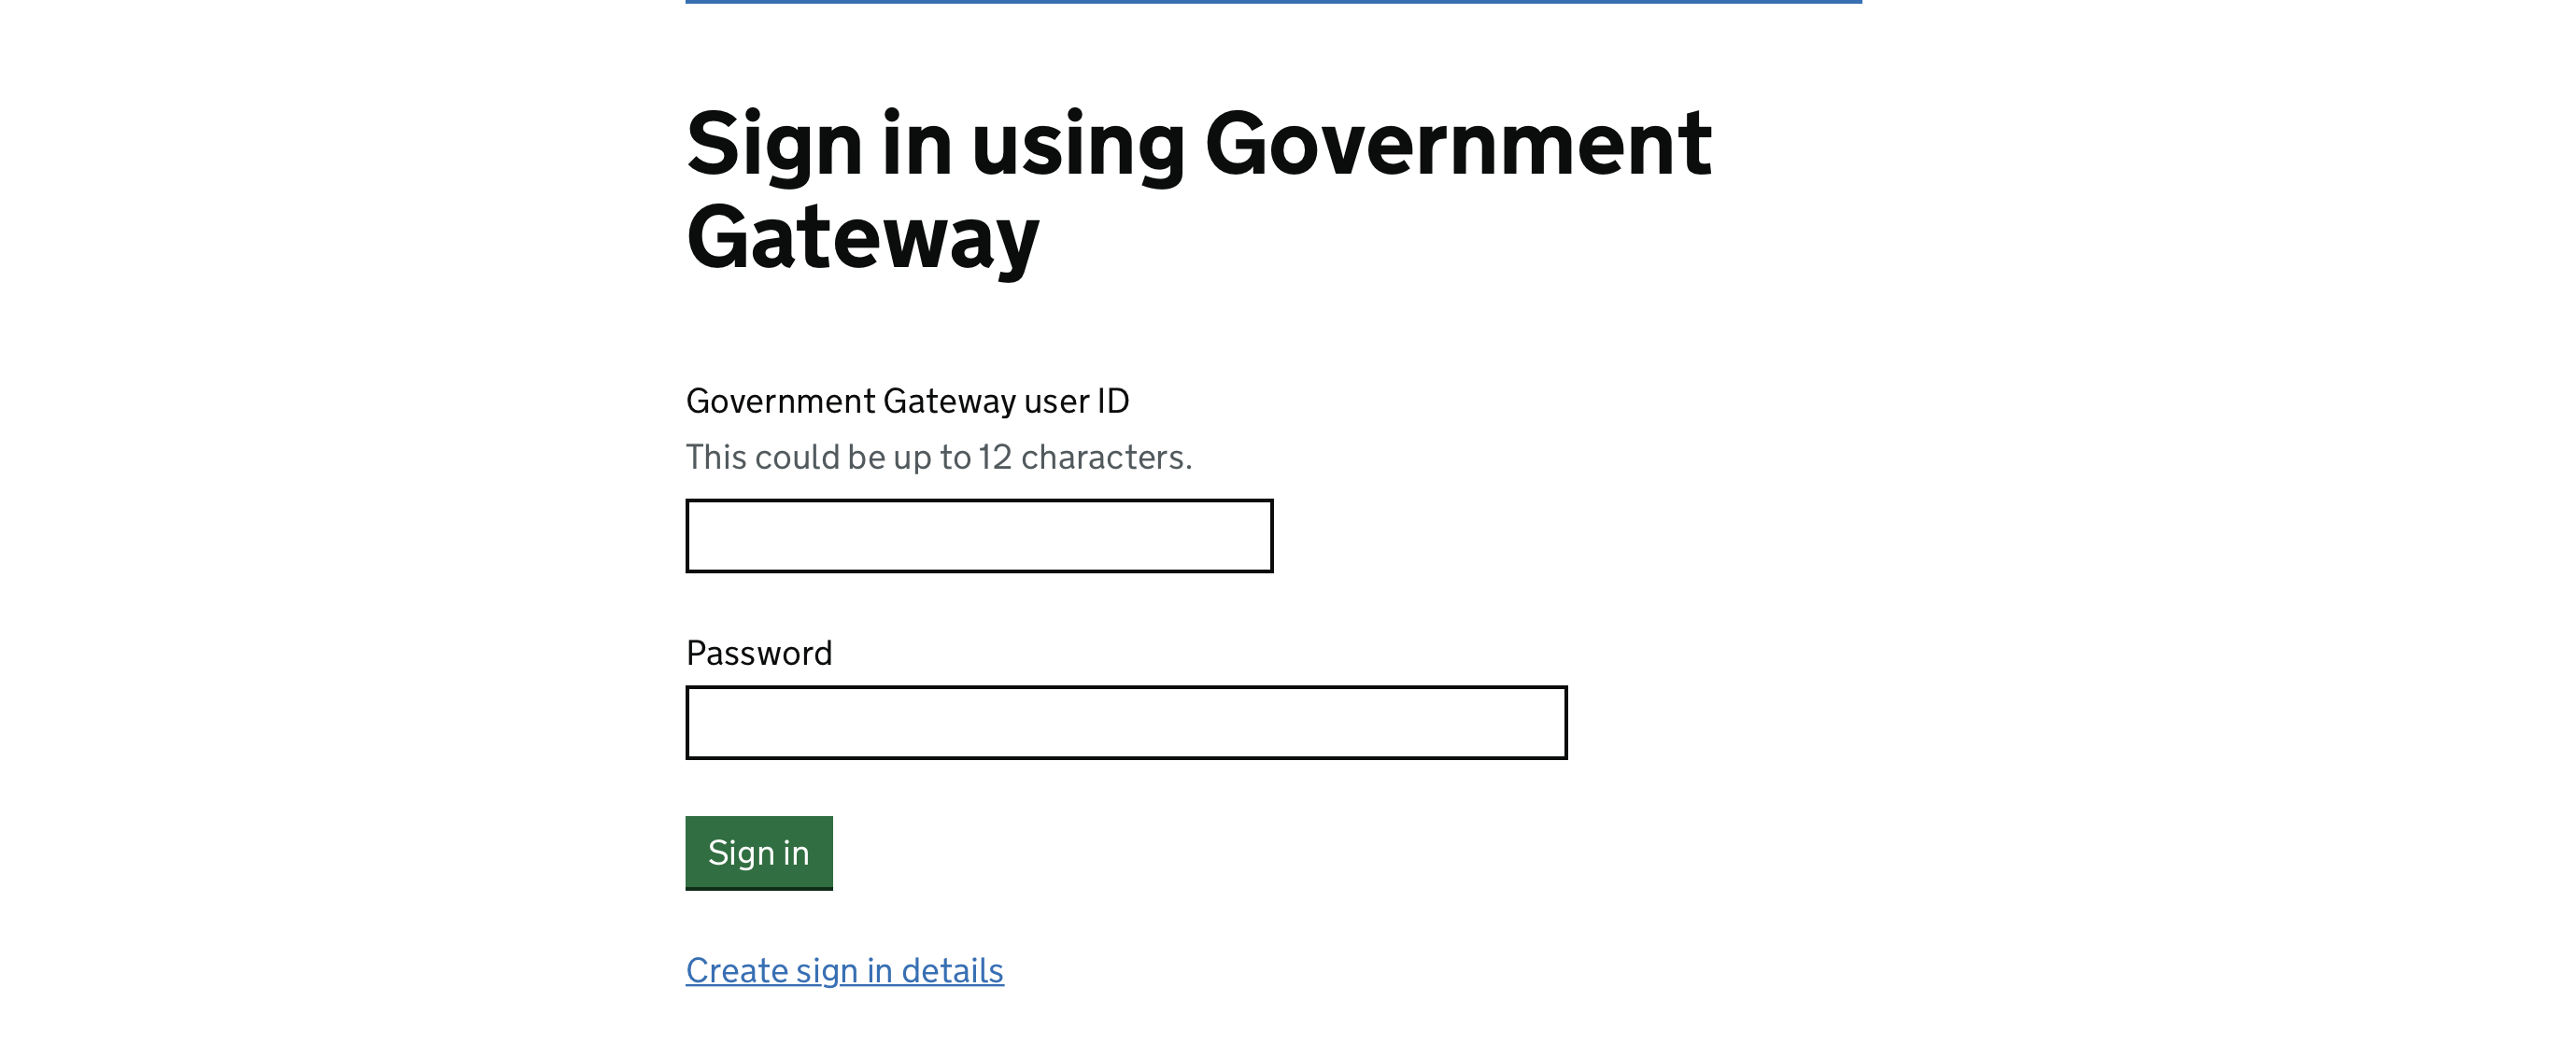 Sign in using Government
Gateway
Government Gateway user ID
This could be up to 12 characters.
Password
Sign in
Create sign in details